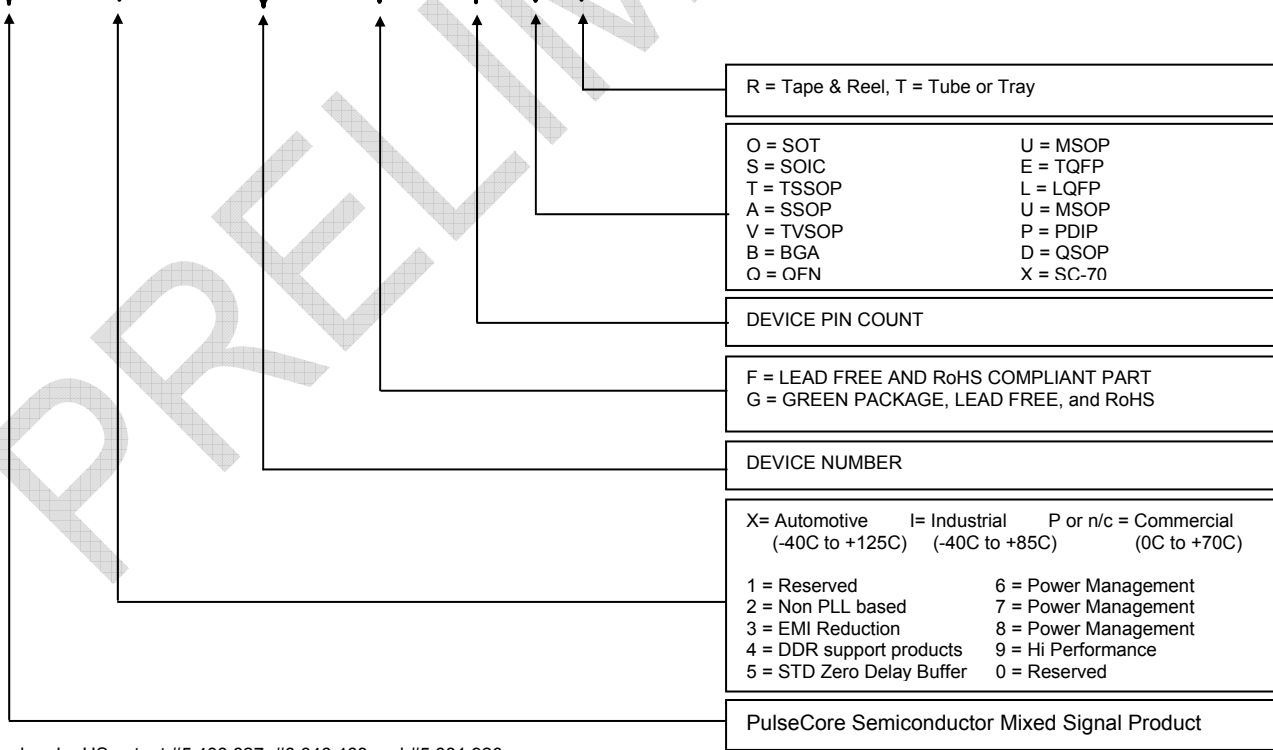 R = Tape & Reel, T = Tube or Tray
O = SOT U = MSOP
S = SOIC E = TQFP
T = TSSOP L = LQFP
A = SSOP U = MSOP
V = TVSOP P = PDIP
B = BGA D = QSOP
Q = QFN X = SC-70
DEVICE PIN COUNT
F = LEAD FREE AND RoHS COMPLIANT PART
G = GREEN PACKAGE, LEAD FREE, and RoHS
DEVICE NUMBER
X= Automotive I= Industrial P or n/c = Commercial
(-40C to +125C) (-40C to +85C) (0C to +70C)
1 = Reserved 6 = Power Management
2 = Non PLL based 7 = Power Management
3 = EMI Reduction 8 = Power Management
4 = DDR support products 9 = Hi Performance
5 = STD Zero Delay Buffer 0 = Reserved
PulseCore Semiconductor Mixed Signal Product
PRELIM